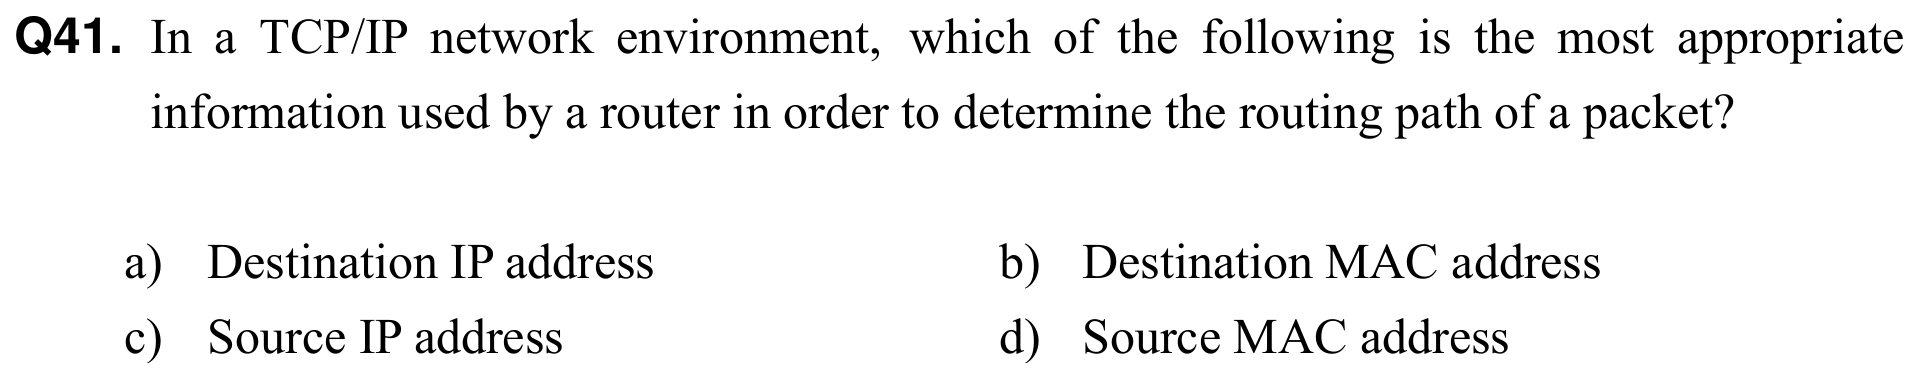 Q41. In a TCP/IP network environment, which of the following is the most appropriate
information used by a router in order to determine the routing path of a packet?
a) Destination IP address b) Destination MAC address
c) Source IP address d) Source MAC address